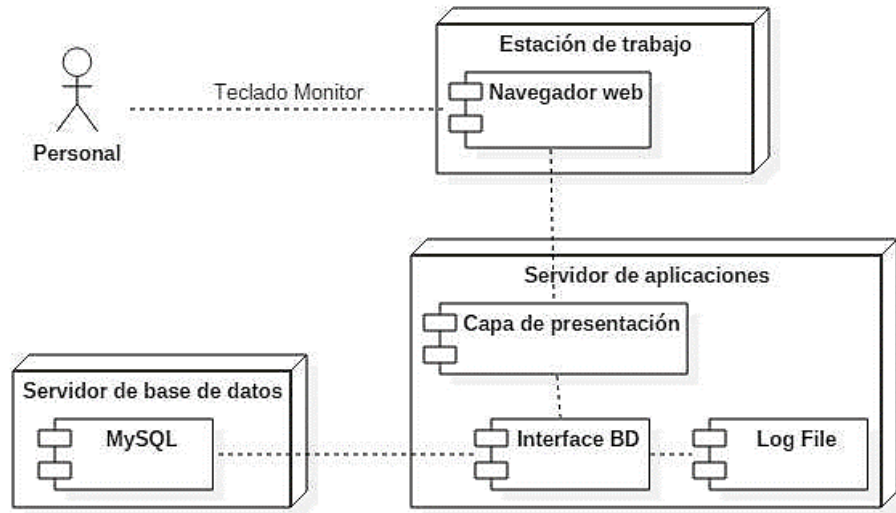 Estación de trabajo
Teclado Monitor
Navegador web
Personal
Servidor de aplicaciones
Capa de presentación
Servidor de base de datos
MySQL
Interface BD
Log File